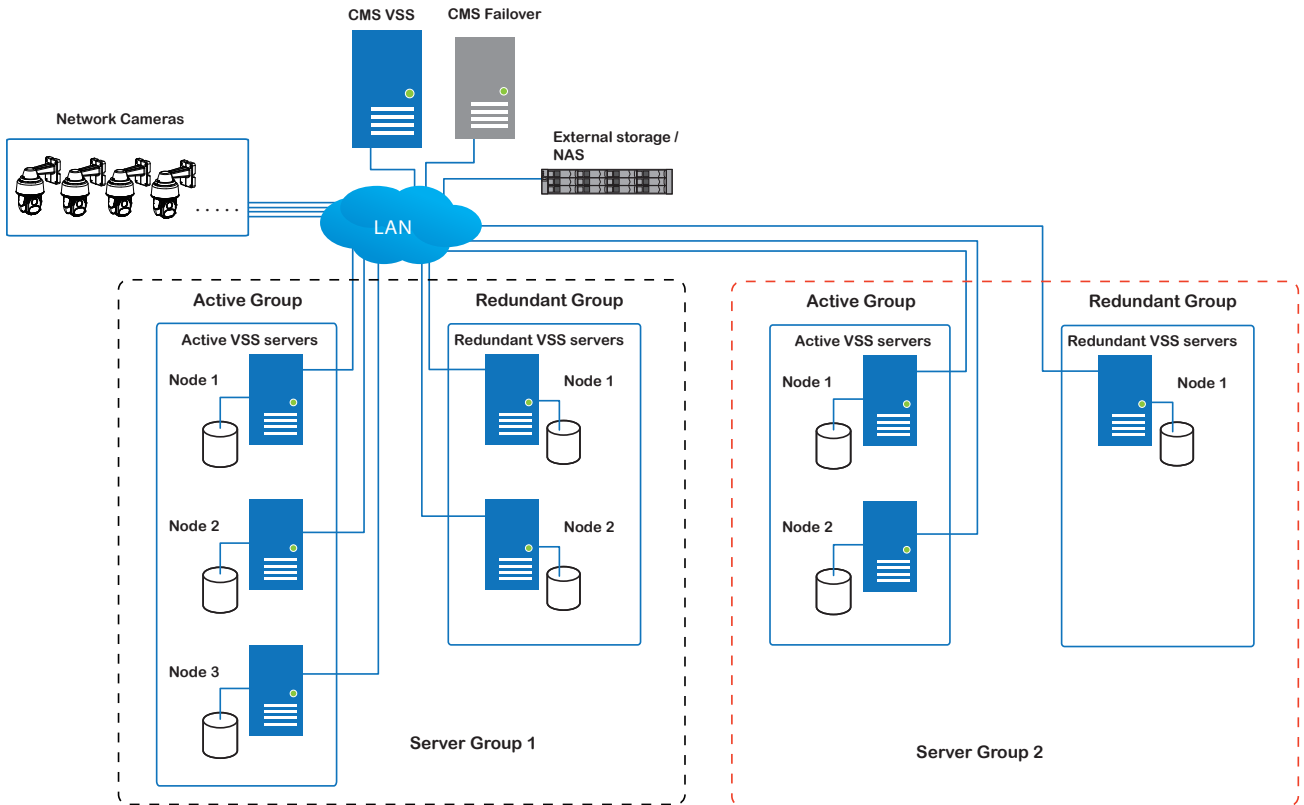 CMS VSS
CMS Failover
Network Cameras
External storage /
NAS
.....
LAN
Active Group
Redundant Group
Active VSS servers
Redundant VSS servers
Node 1
Node 1
Node 2
Node 2
Node 3
Server Group 1
Active Group
Redundant Group
Active VSS servers
Redundant VSS servers
Node 1
Node 1
Node 2
Server Group 2